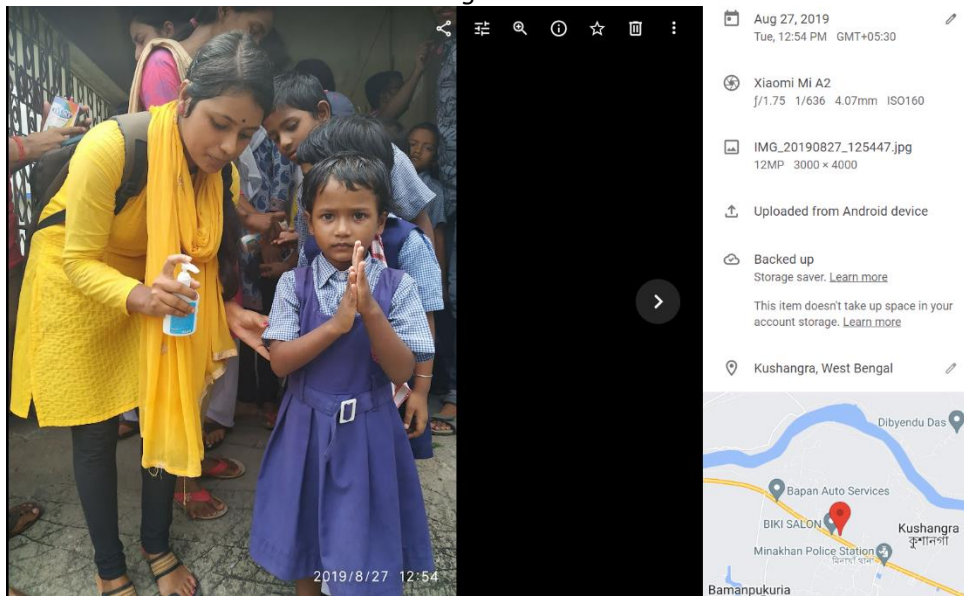 Aug 27, 2019
Tue, 12:54 PM GMT+05:30
Xiaomi Mi A2
ƒ/1.75 1/636 4.07mm ISO160
IMG_20190827_125447.jpg
12MP 3000 × 4000
Uploaded from Android device
Backed up
Storage saver. Learn more
This item doesn't take up space in your
account storage. Learn more
Kushangra, West Bengal
Dibyendu Das
Bapan Auto Services
BIKI SALON
Kushangra
কুশানগা
Minakhan Police Station
মিনাখাঁ থানা
Bamanpukuria
2019/8/27 12:54